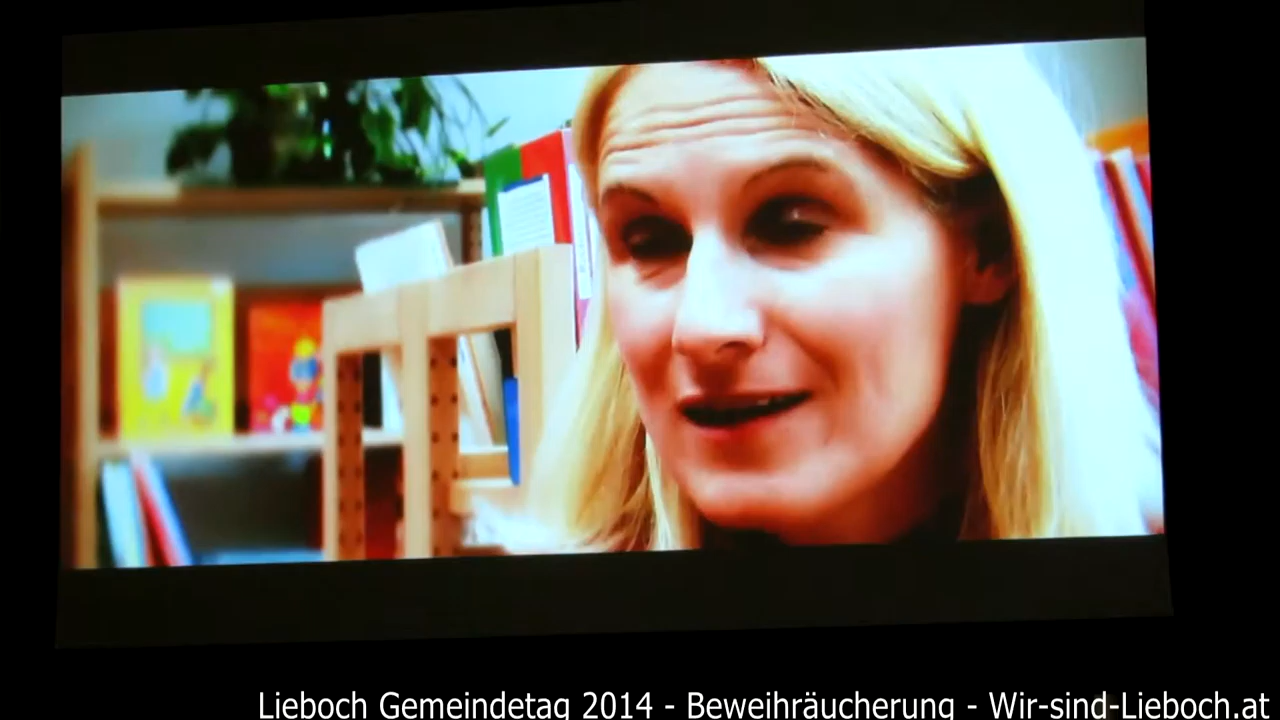 Lieboch Gemeindetag 2014 - Beweihräucherung - Wir-sind-Lieboch.at